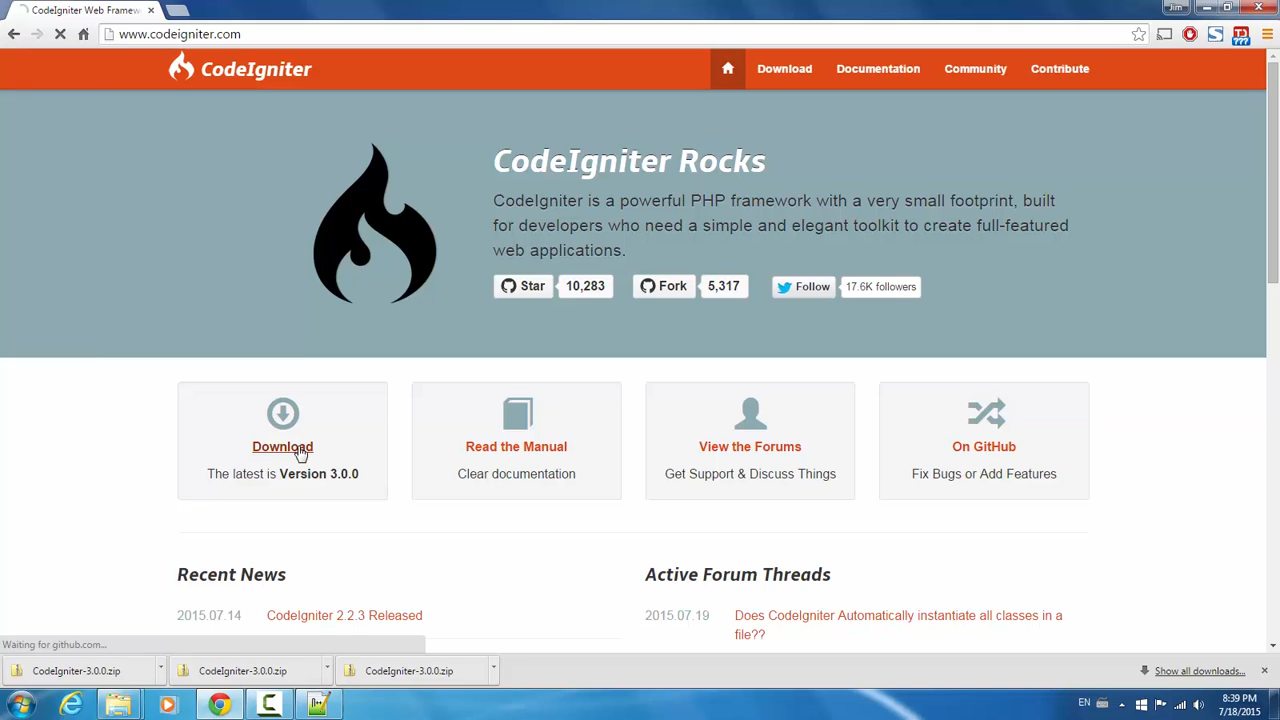 CodeIgniter Web Framew
Jim
www.codeigniter.com
CodeIgniter
Download
Documentation
Community
Contribute
CodeIgniter Rocks
CodeIgniter is a powerful PHP framework with a very small footprint, built
for developers who need a simple and elegant toolkit to create full-featured
web applications.
Star
10,283
Fork
5,317
Follow
17.6K followers
Download
The latest is Version 3.0.0
Read the Manual
Clear documentation
View the Forums
Get Support & Discuss Things
On GitHub
Fix Bugs or Add Features
Recent News
2015.07.14
CodeIgniter 2.2.3 Released
Active Forum Threads
2015.07.19
Does CodeIgniter Automatically instantiate all classes in a
file??
Waiting for github.com...
CodeIgniter-3.0.0.zip
CodeIgniter-3.0.0.zip
CodeIgniter-3.0.0.zip
Show all downloads...
EN
8:39 PM
7/18/2015